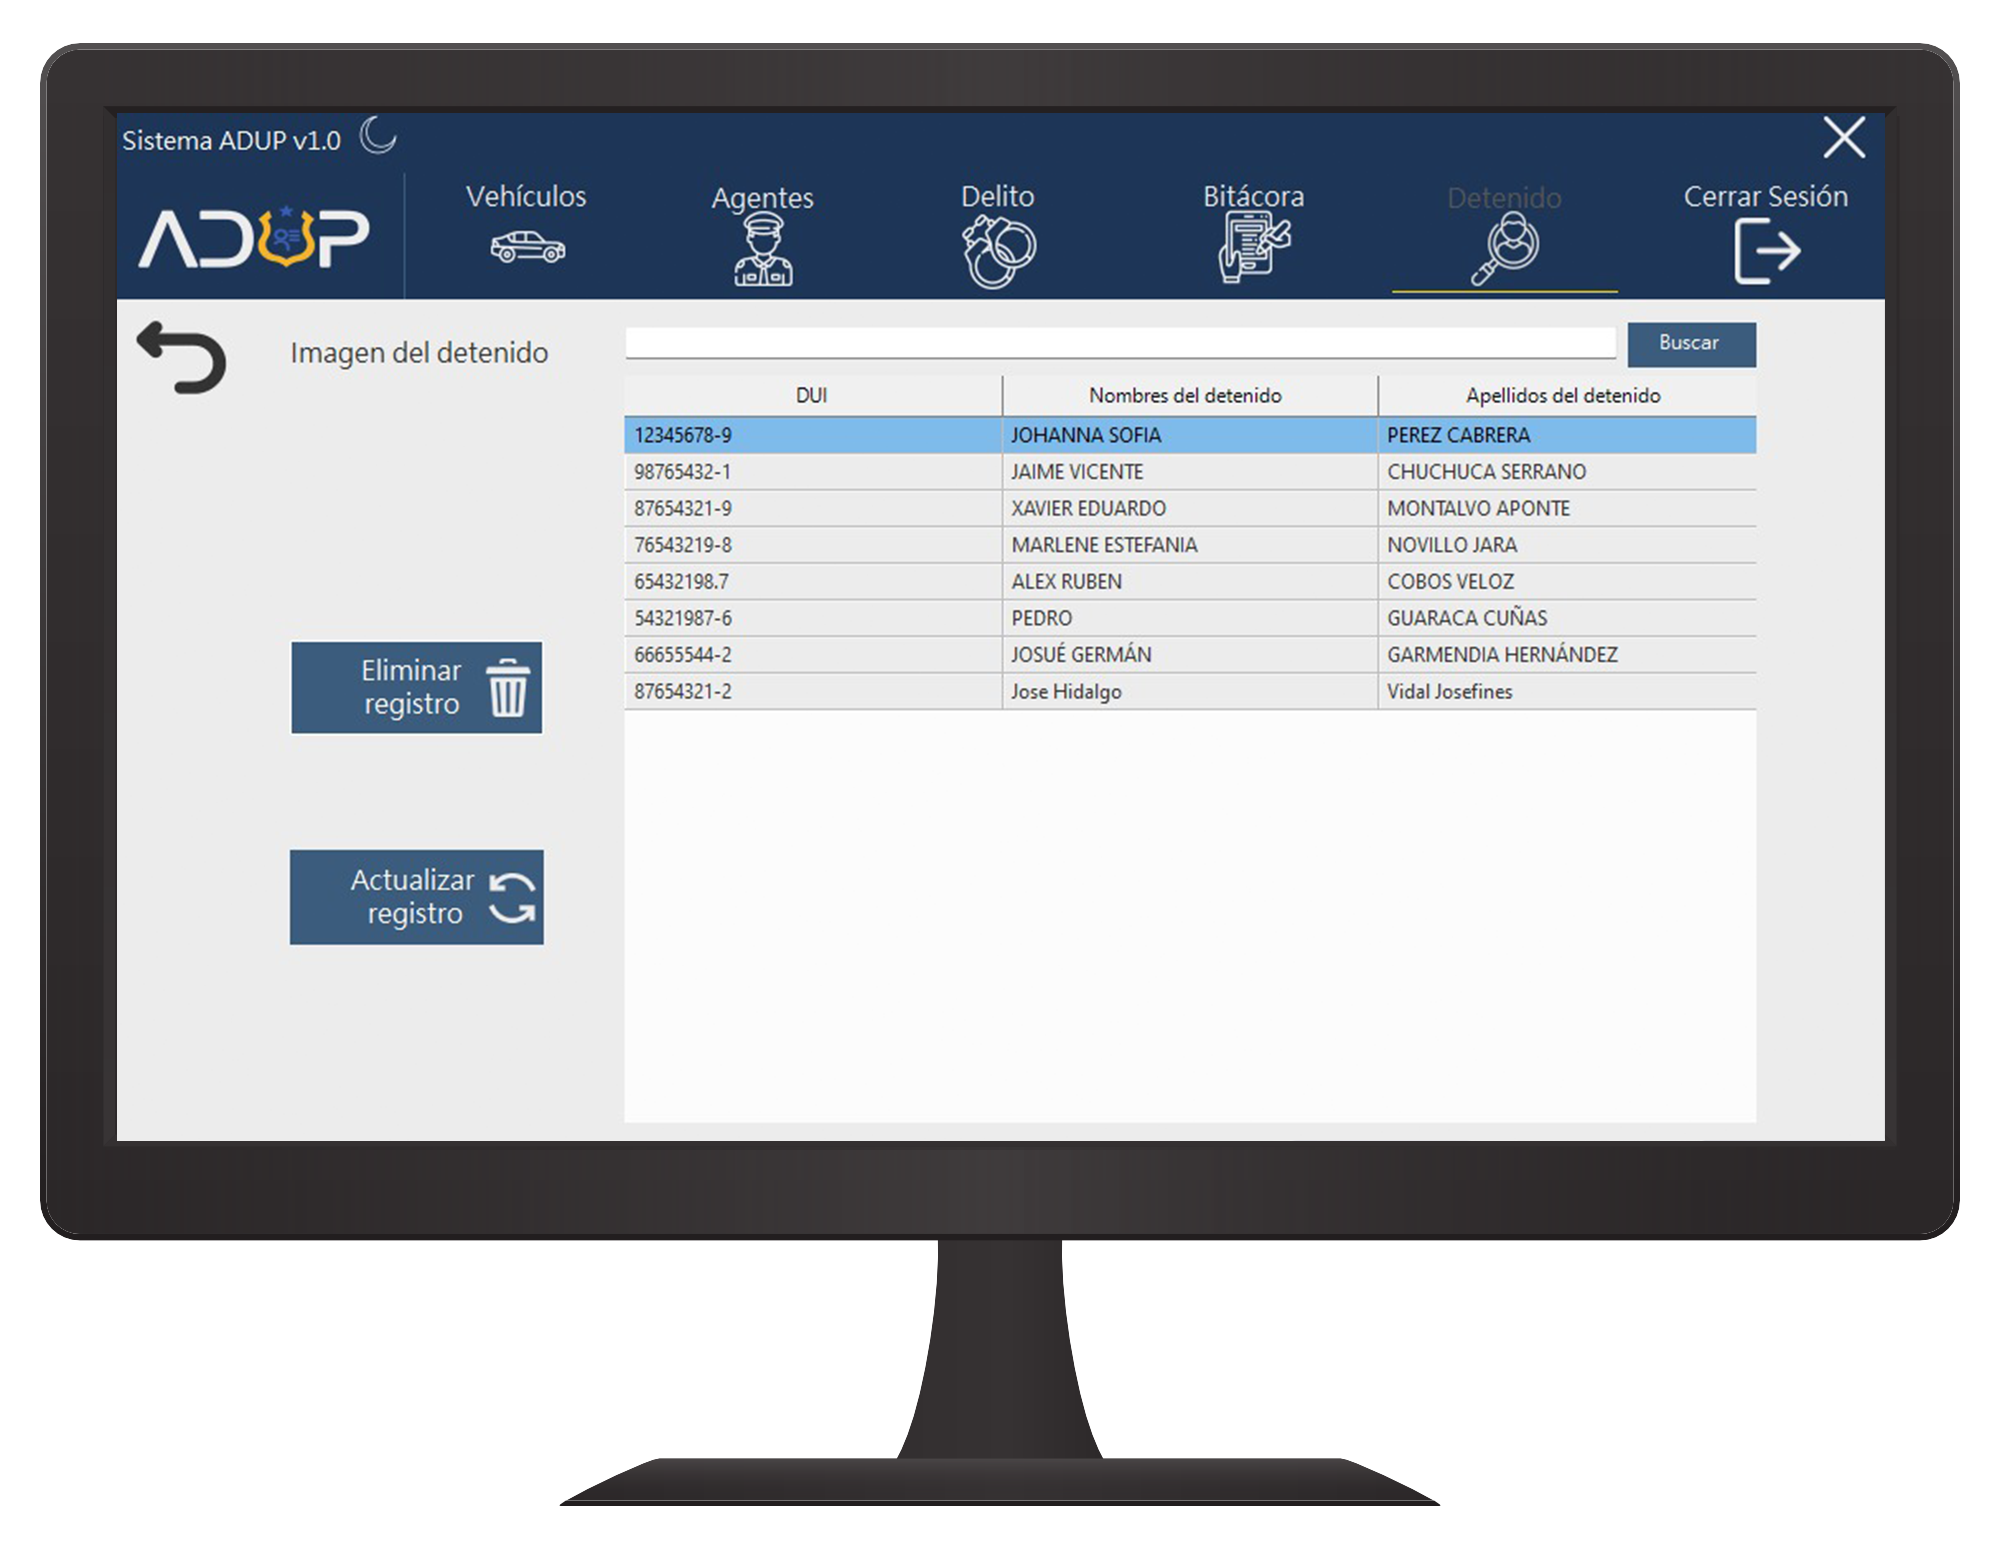 Sistema ADUP v1.0
ADUP
Vehículos
Agentes
Delito
Bitácora
Detenido
Cerrar Sesión
Imagen del detenido
Buscar
DUI Nombres del detenido Apellidos del detenido
12345678-9 JOHANNA SOFIA PEREZ CABRERA
98765432-1 JAIME VICENTE CHUCHUCA SERRANO
87654321-9 XAVIER EDUARDO MONTALVO APONTE
76543219-8 MARLENE ESTEFANIA NOVILLO JARA
65432198.7 ALEX RUBEN COBOS VELOZ
54321987-6 PEDRO GUARACA CUÑAS
66655544-2 JOSUÉ GERMÁN GARMENDIA HERNÁNDEZ
87654321-2 Jose Hidalgo Vidal Josefines
Eliminar
registro
Actualizar
registro